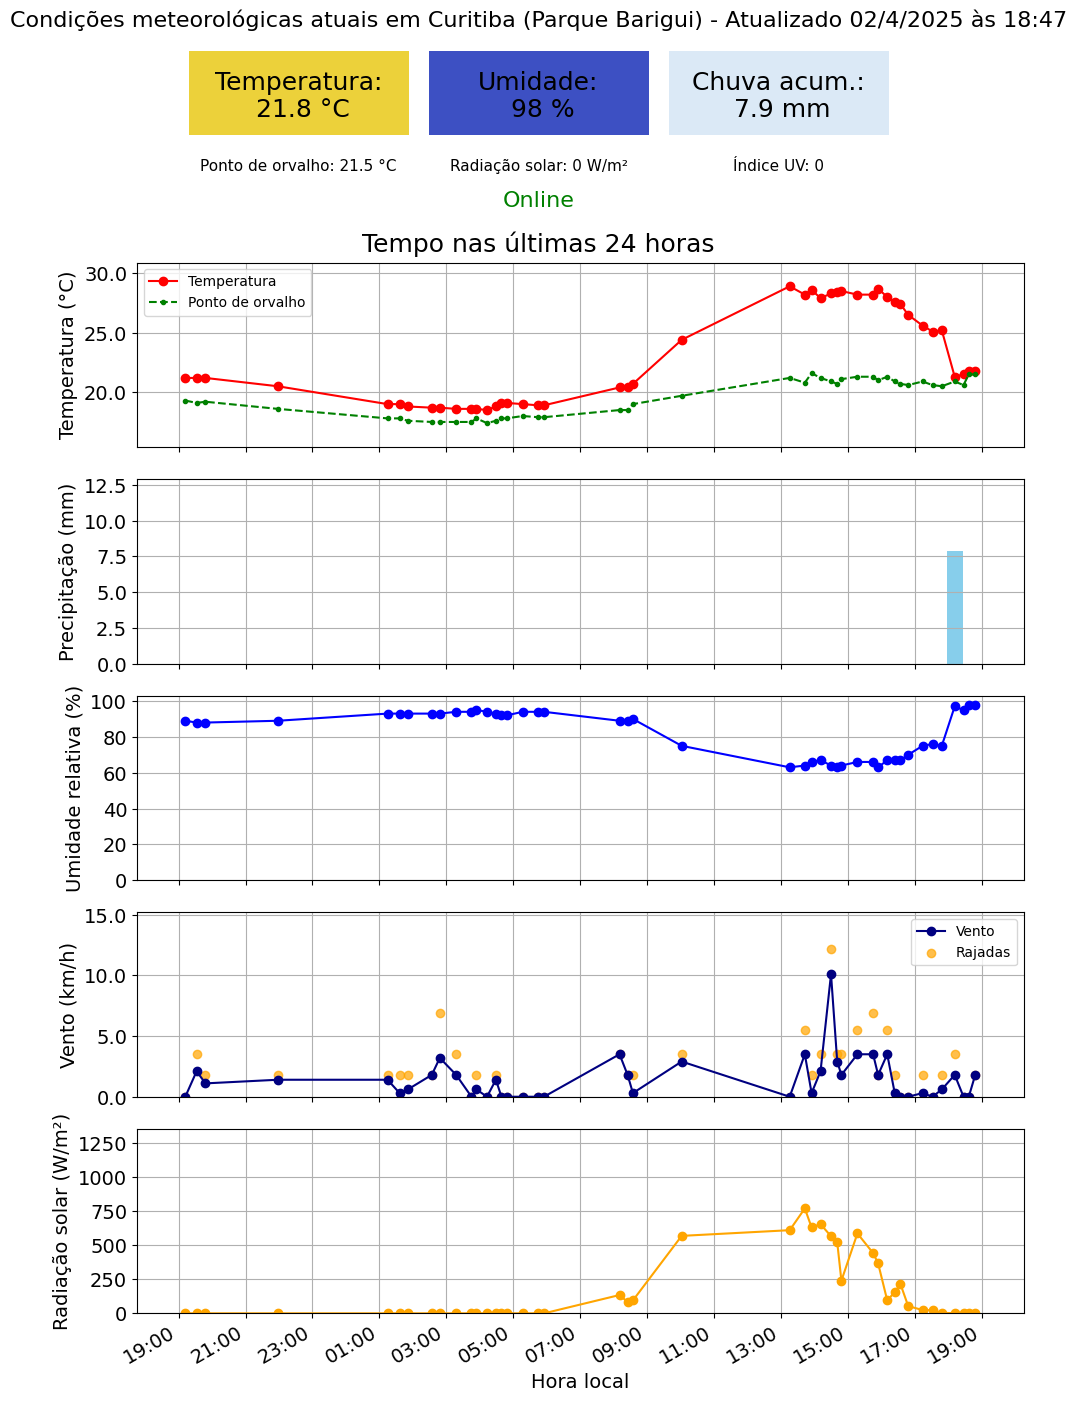 Condições meteorológicas atuais em Curitiba (Parque Barigui) - Atualizado 02/4/2025 às 18:47
Temperatura:
21.8 °C
Umidade:
98 %
Chuva acum.:
7.9 mm
Ponto de orvalho: 21.5 °C
Radiação solar: 0 W/m²
Índice UV: 0
Online
Tempo nas últimas 24 horas
Temperatura (°C)
30.0
25.0
20.0
Temperatura
Ponto de orvalho
Precipitação (mm)
12.5
10.0
7.5
5.0
2.5
0.0
Umidade relativa (%)
100
80
60
40
20
0
Vento (km/h)
15.0
10.0
5.0
0.0
Vento
Rajadas
Radiação solar (W/m²)
1250
1000
750
500
250
0
19:00
21:00
23:00
01:00
03:00
05:00
07:00
09:00
11:00
13:00
15:00
17:00
19:00
Hora local